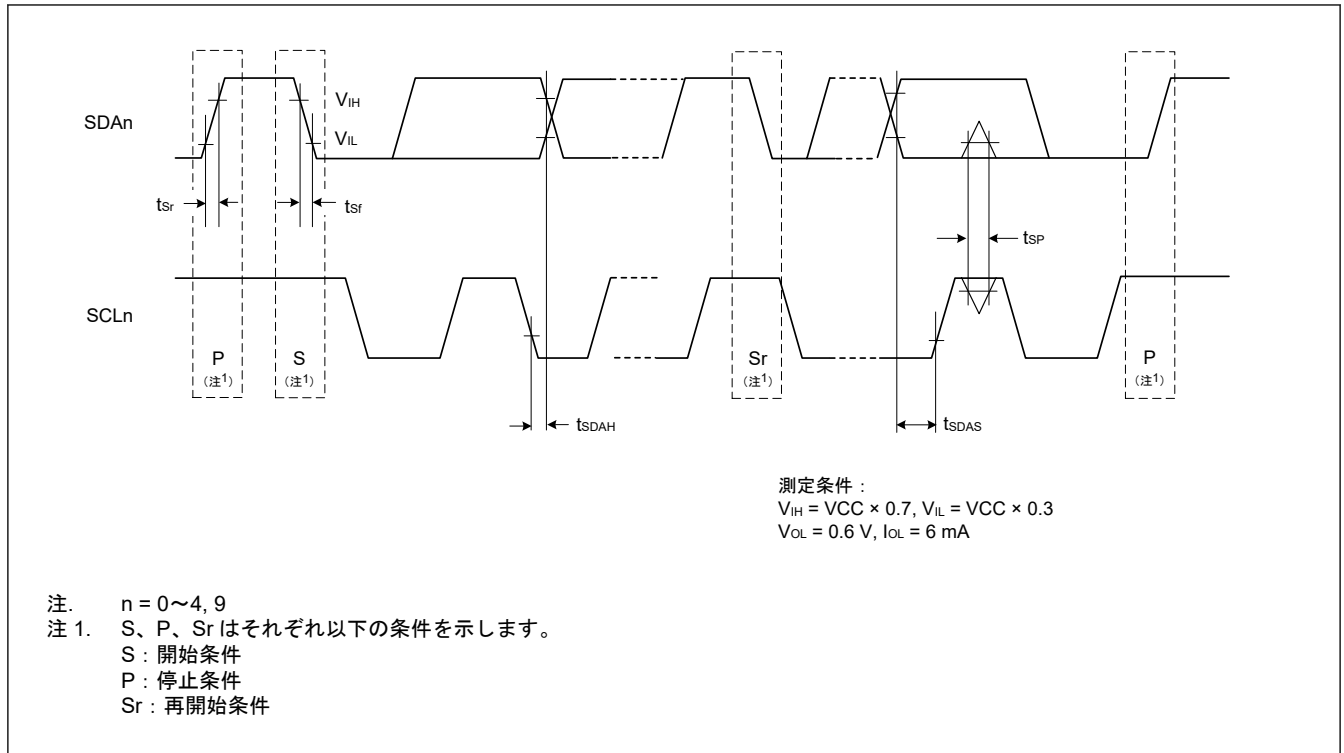 SDAn
VIH
VIL
tSr
tSf
tSP
SCLn
P
(注1)
S
(注1)
Sr
(注1)
P
(注1)
tSDAH
tSDAS
測定条件：
VIH = VCC × 0.7, VIL = VCC × 0.3
VOL = 0.6 V, IOL = 6 mA
注. n = 0～4, 9
注 1. S、P、Sr はそれぞれ以下の条件を示します。
S：開始条件
P：停止条件
Sr：再開始条件